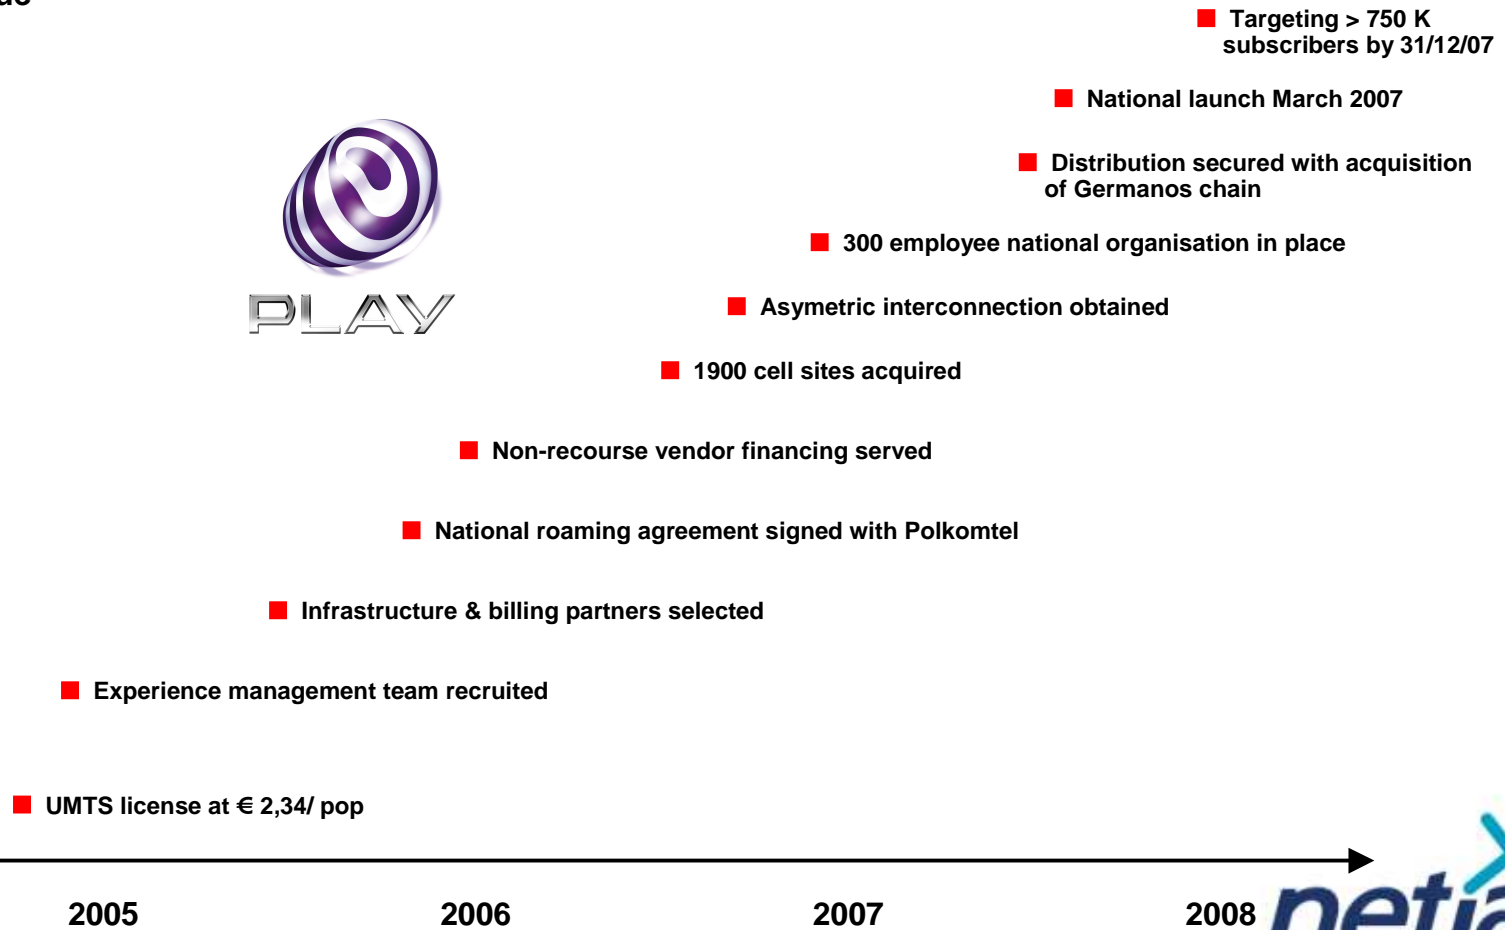 Targeting > 750 K
subscribers by 31/12/07
National launch March 2007
Distribution secured with acquisition
of Germanos chain
300 employee national organisation in place
PLAY
Asymetric interconnection obtained
1900 cell sites acquired
Non-recourse vendor financing served
National roaming agreement signed with Polkomtel
Infrastructure & billing partners selected
Experience management team recruited
UMTS license at € 2,34/ pop
2005 2006 2007 2008
netia